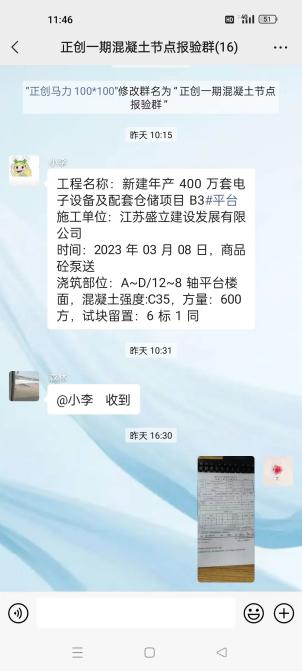 11:46
HD 4G 51
正创一期混凝土节点报验群(16)
"正创马力 100*100"修改群名为“正创一期混凝土节点
报验群”
昨天 10:15
小李
工程名称：新建年产 400 万套电
子设备及配套仓储项目 B3#平台
施工单位：江苏盛立建设发展有限
公司
时间：2023 年 03 月 08 日，商品
砼泵送
浇筑部位：A~D/12~8 轴平台楼
面，混凝土强度:C35，方量：600
方，试块留置：6 标 1 同
昨天 10:31
@小李 收到
昨天 16:30